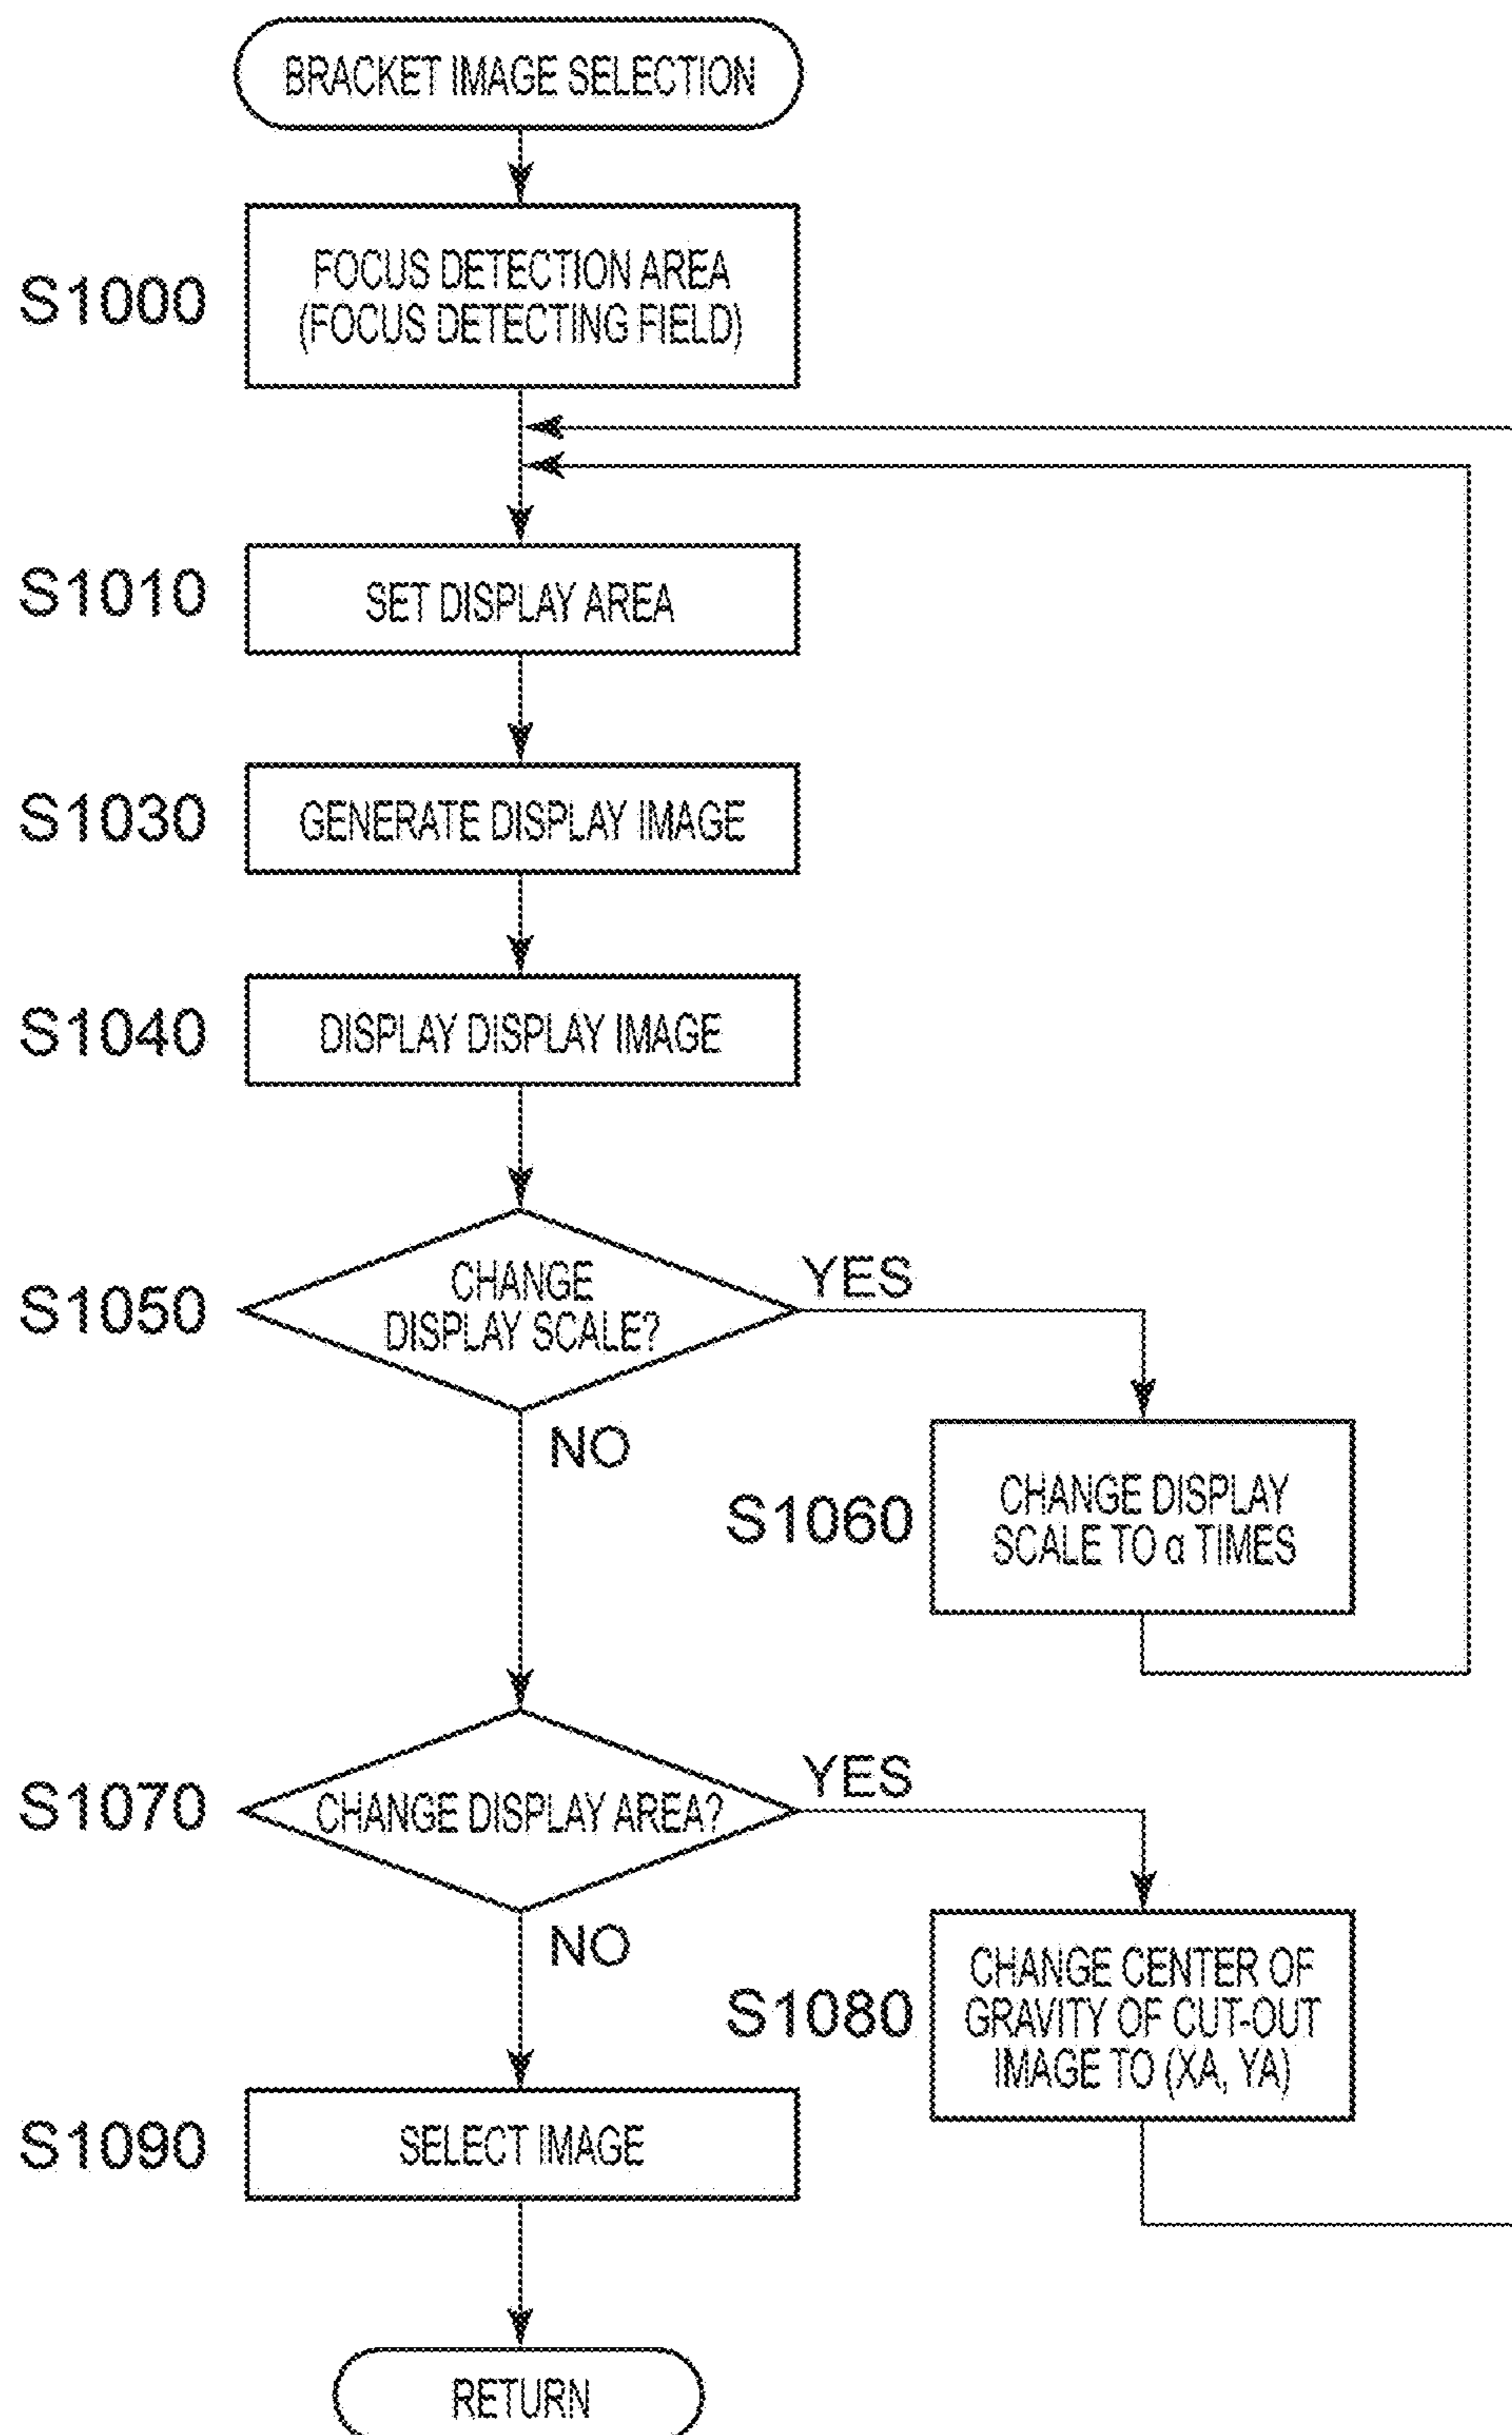 BRACKET IMAGE SELECTION
S1000
FOCUS DETECTION AREA
(FOCUS DETECTING FIELD)
S1010
SET DISPLAY AREA
S1030
GENERATE DISPLAY IMAGE
S1040
DISPLAY DISPLAY IMAGE
S1050
CHANGE
DISPLAY SCALE?
YES
NO
S1060
CHANGE DISPLAY
SCALE TO α TIMES
S1070
CHANGE DISPLAY AREA?
YES
NO
S1080
CHANGE CENTER OF
GRAVITY OF CUT-OUT
IMAGE TO (XA, YA)
S1090
SELECT IMAGE
RETURN